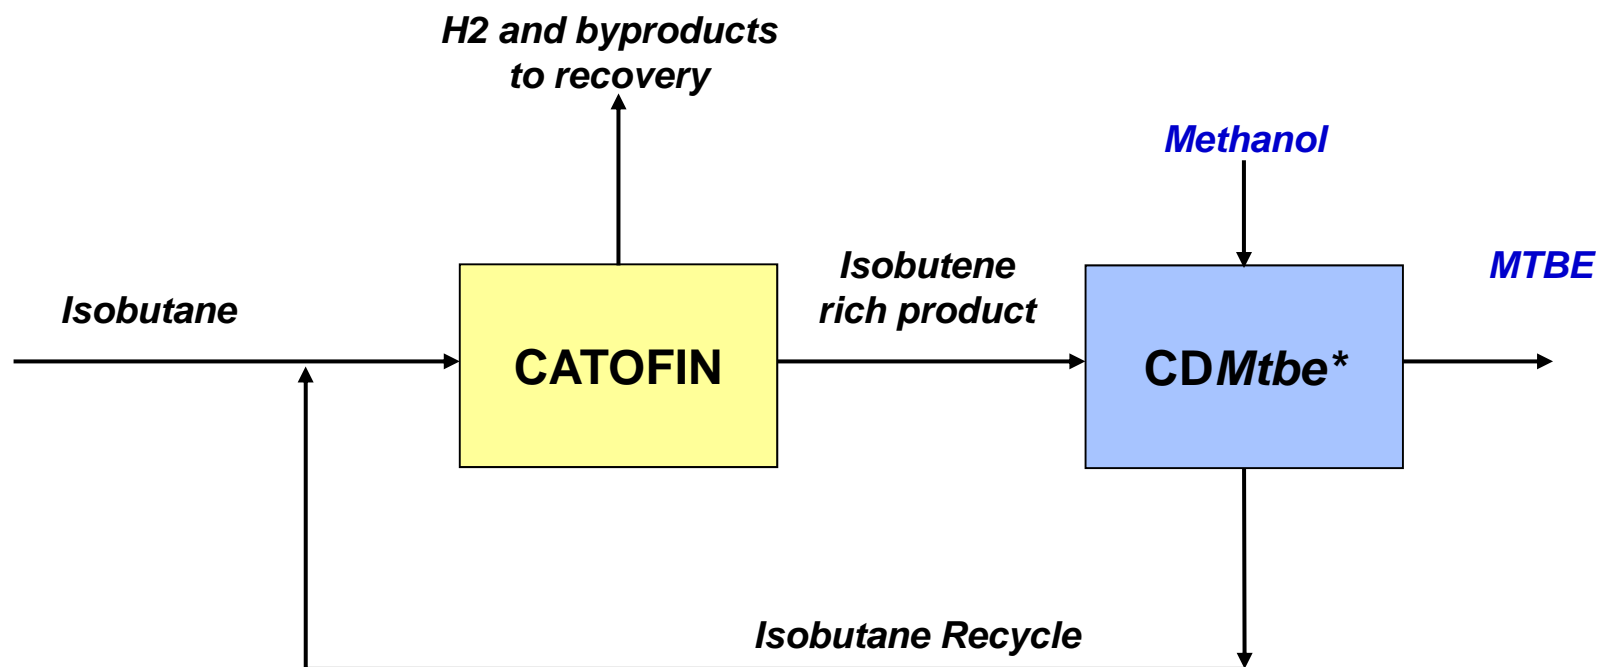 H2 and byproducts
to recovery
Methanol
Isobutane
CATOFIN
Isobutene
rich product
CDMtbe*
MTBE
Isobutane Recycle